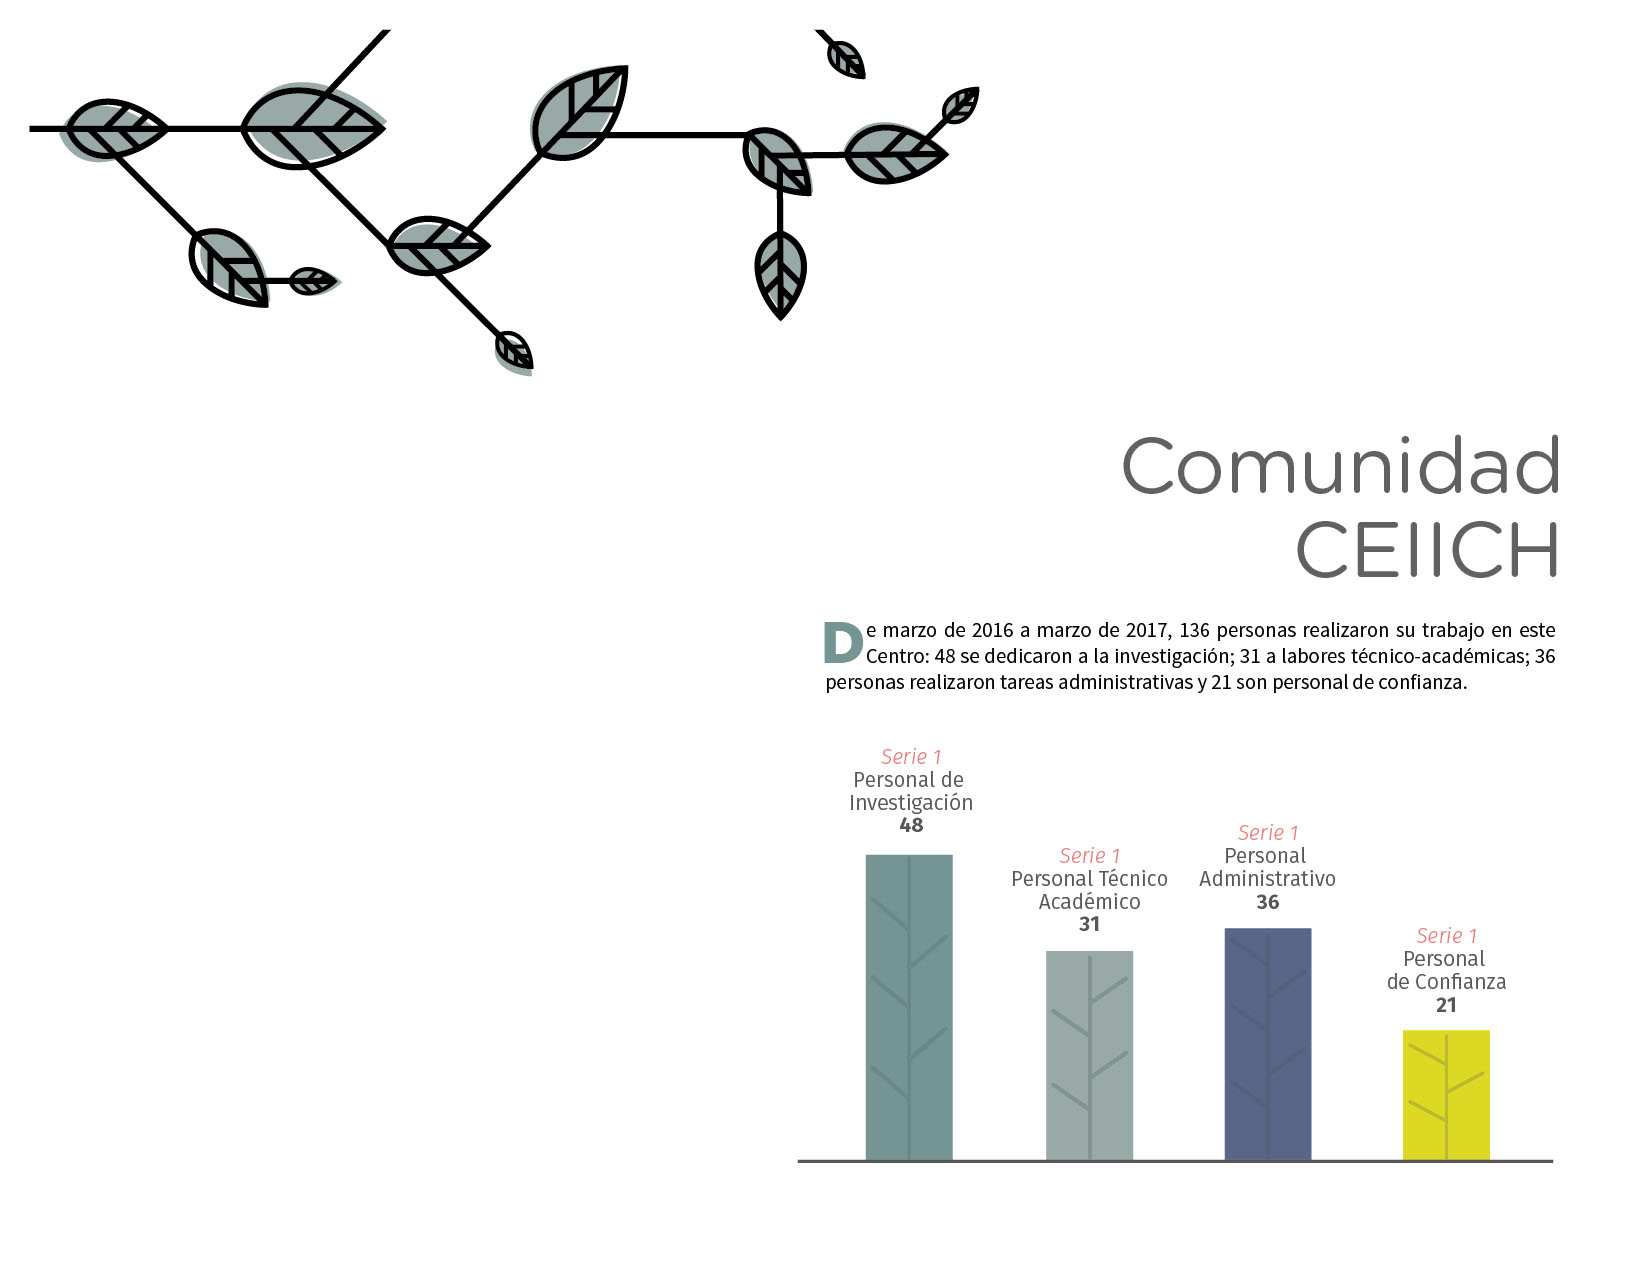 Comunidad
CEIICH
De marzo de 2016 a marzo de 2017, 136 personas realizaron su trabajo en este
Centro: 48 se dedicaron a la investigación; 31 a labores técnico-académicas; 36
personas realizaron tareas administrativas y 21 son personal de confianza.
Serie 1
Personal de
Investigación
48
Serie 1
Personal Técnico
Académico
31
Serie 1
Personal
Administrativo
36
Serie 1
Personal
de Confianza
21